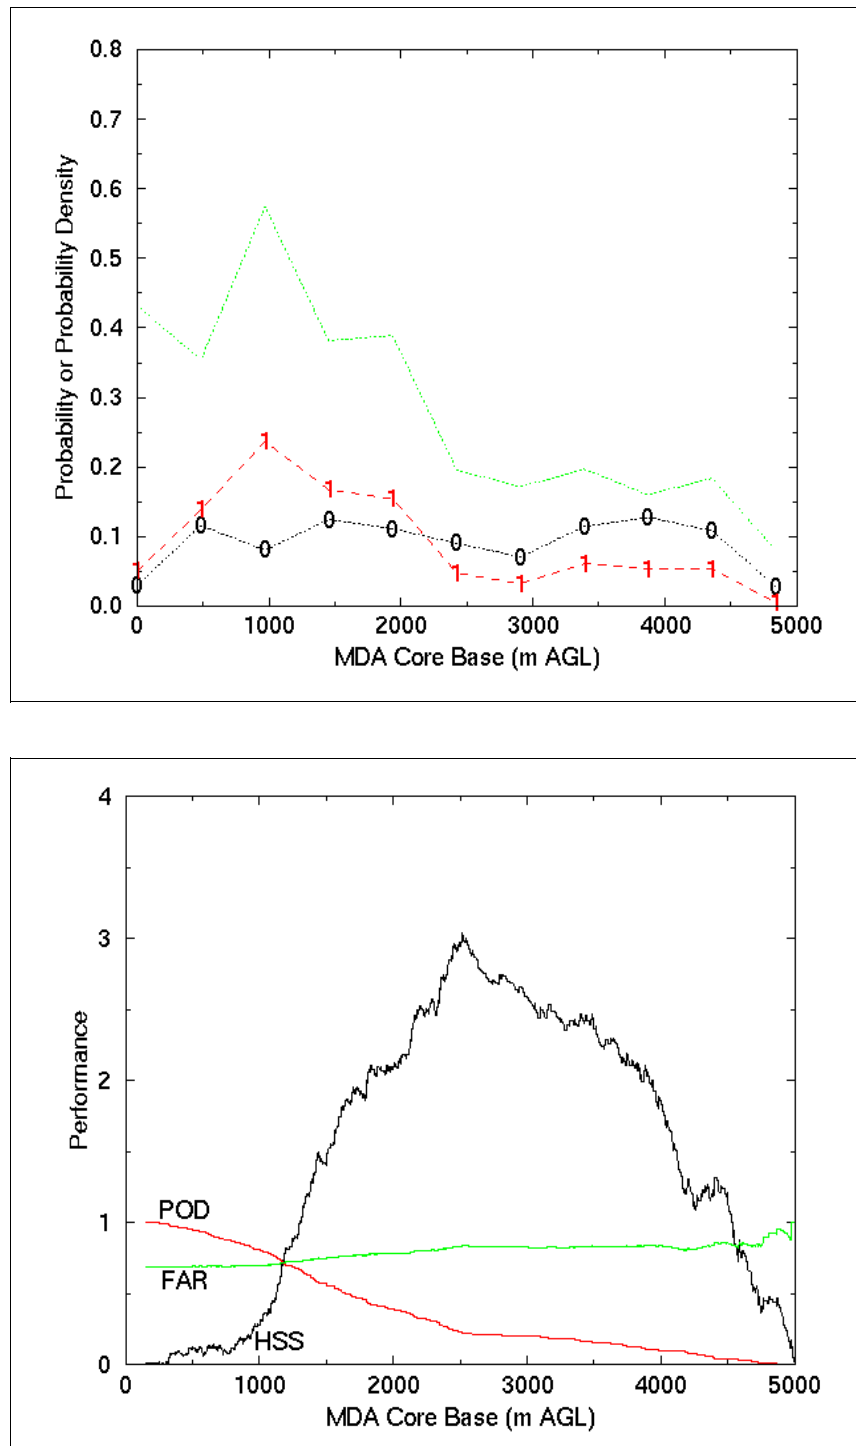 0.8
0.7
0.6
0.5
0.4
0.3
0.2
0.1
0.0
Probability or Probability Density
1 1 1 1 1 1 1 1 1 1 1
0 0 0 0 0 0 0 0 0 0 0
0 1000 2000 3000 4000 5000
MDA Core Base (m AGL)
4
3
2
1
0
Performance
POD
FAR
HSS
0 1000 2000 3000 4000 5000
MDA Core Base (m AGL)